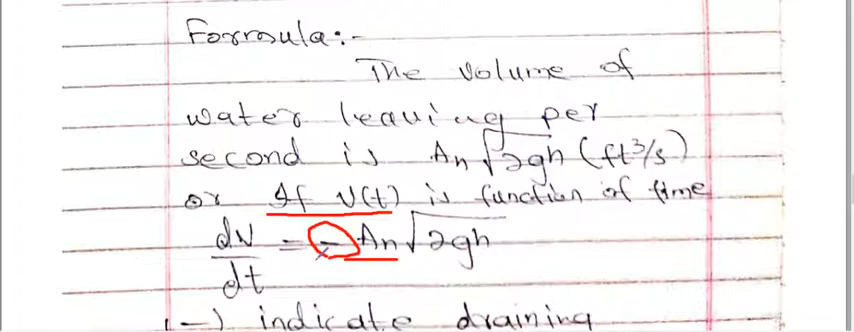 Formula:-
The volume of
water leaving per
second is An √2gh (ft³/s)
or If V(t) is function of time
dv/dt = - An √2gh
(-) indicate draining